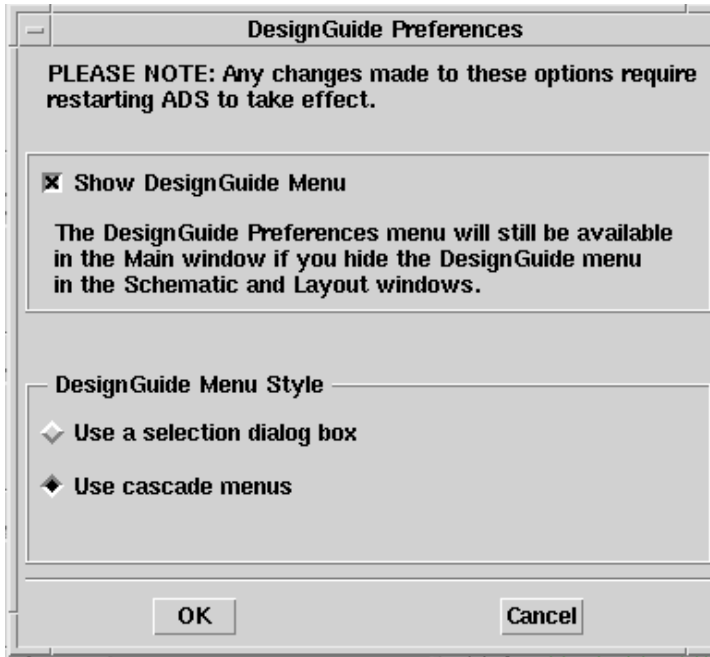 DesignGuide Preferences
PLEASE NOTE: Any changes made to these options require
restarting ADS to take effect.
Show DesignGuide Menu
The DesignGuide Preferences menu will still be available
in the Main window if you hide the DesignGuide menu
in the Schematic and Layout windows.
DesignGuide Menu Style
Use a selection dialog box
Use cascade menus
OK
Cancel